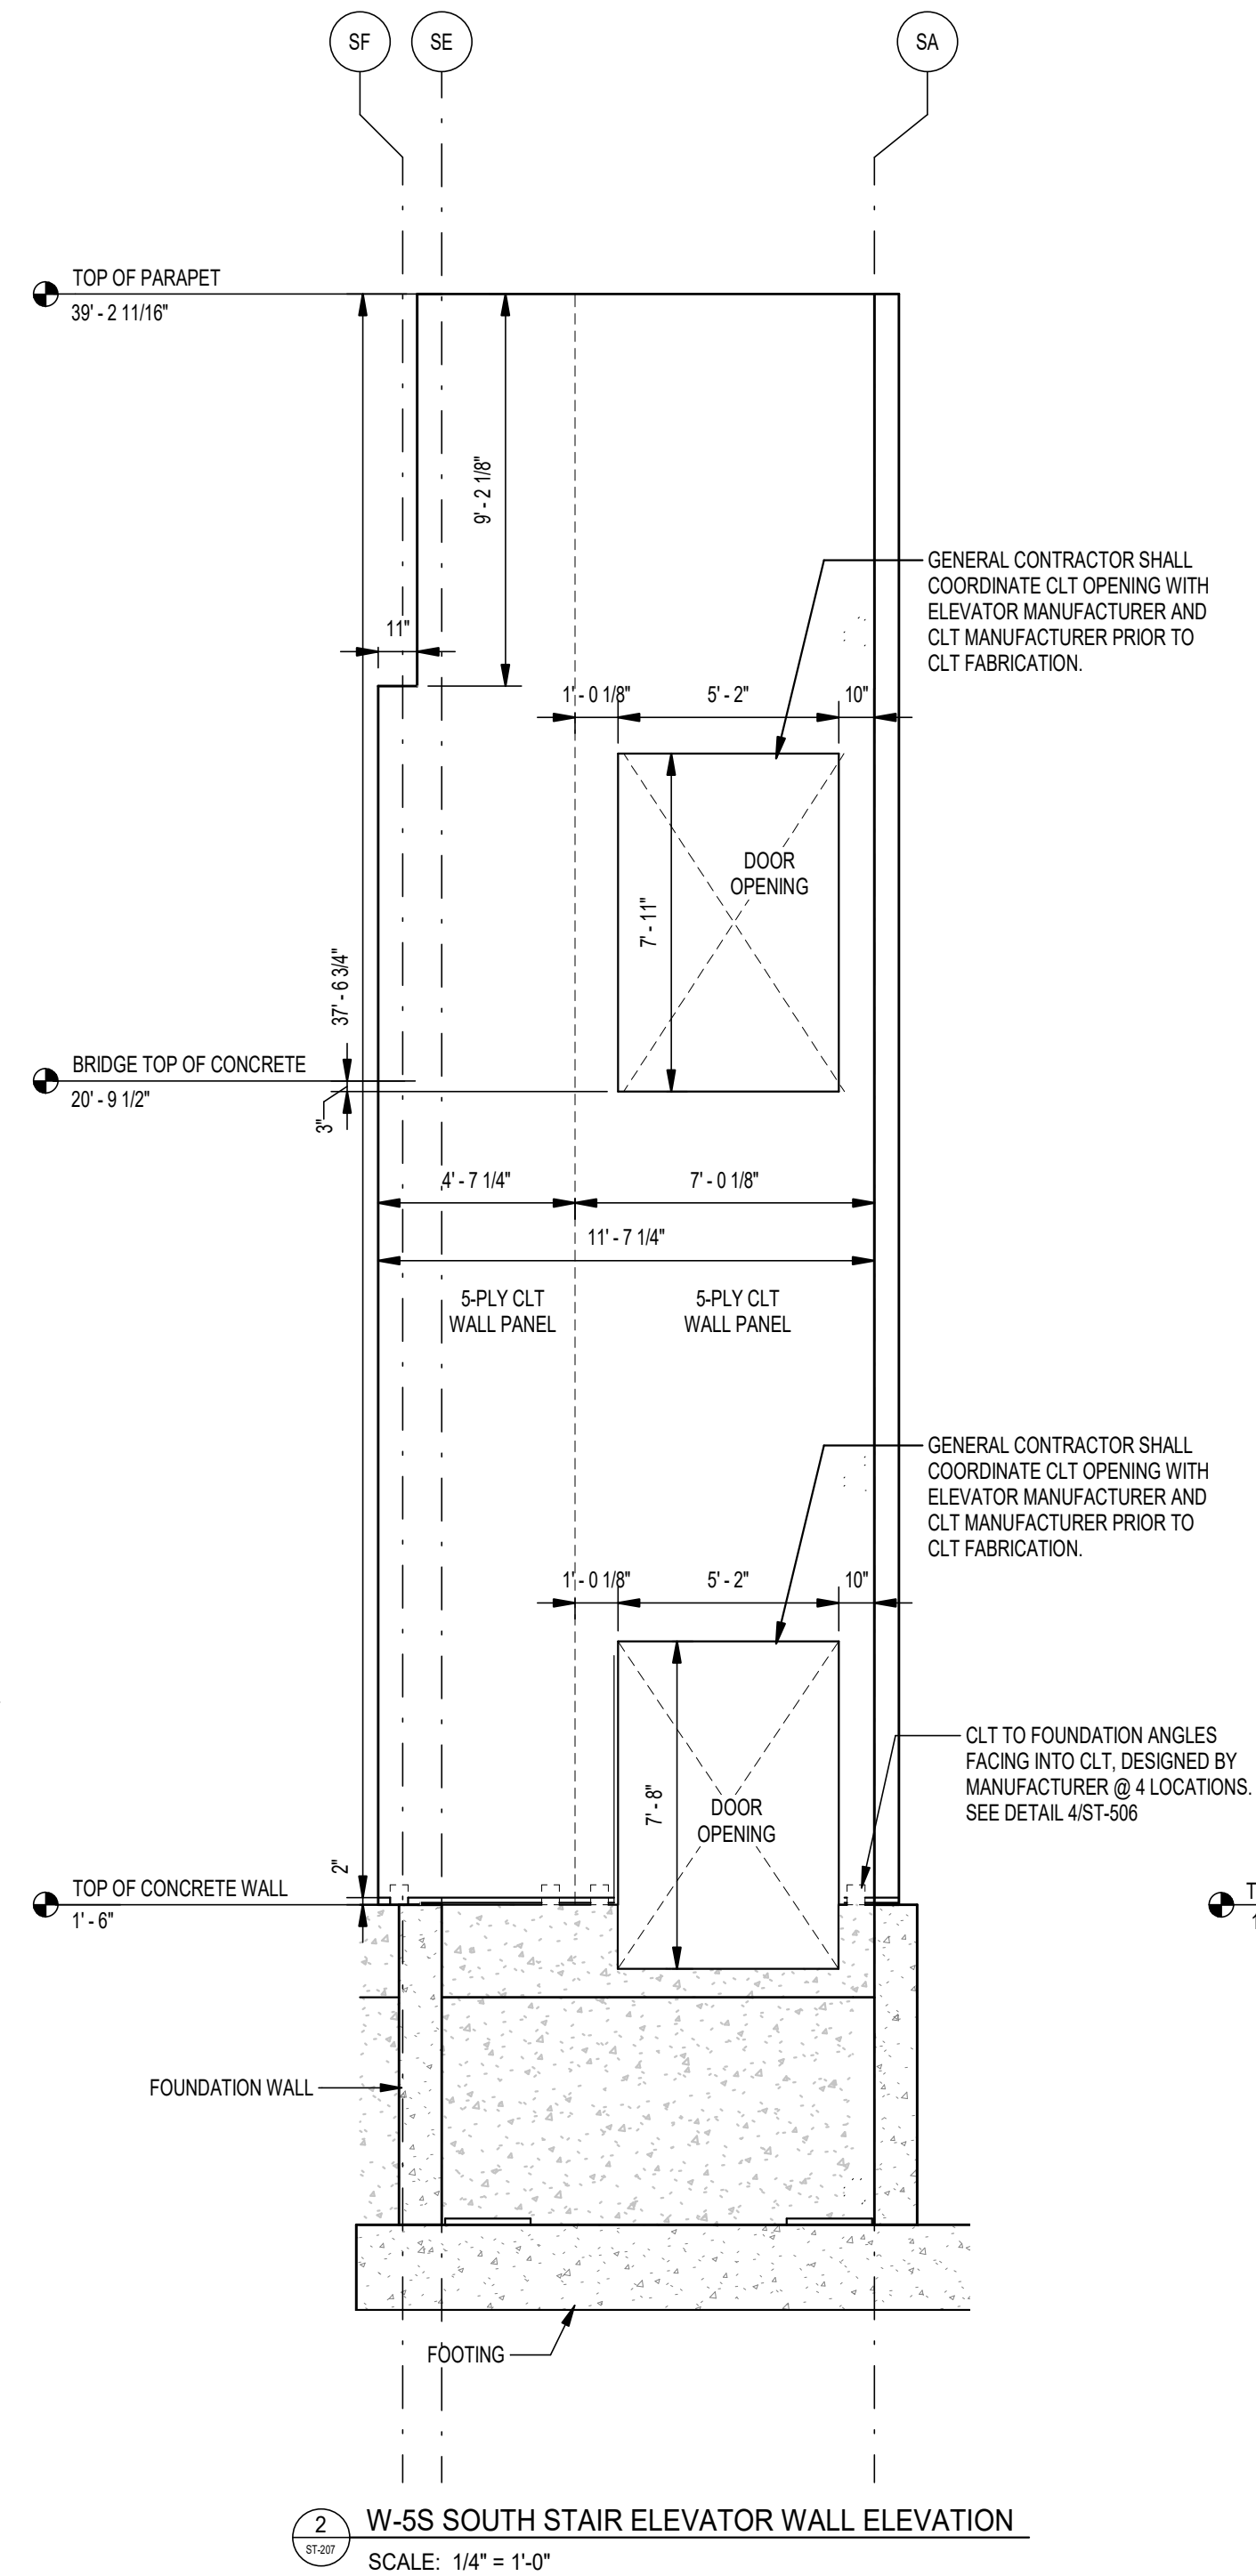 SF
SE
SA
TOP OF PARAPET
39' - 2 11/16"
9' - 2 1/8"
GENERAL CONTRACTOR SHALL
COORDINATE CLT OPENING WITH
ELEVATOR MANUFACTURER AND
CLT MANUFACTURER PRIOR TO
CLT FABRICATION.
11"
1' - 0 1/8"
5' - 2"
10"
DOOR
OPENING
7' - 11"
37' - 6 3/4"
BRIDGE TOP OF CONCRETE
20' - 9 1/2"
3"
4' - 7 1/4"
7' - 0 1/8"
11' - 7 1/4"
5-PLY CLT
WALL PANEL
5-PLY CLT
WALL PANEL
GENERAL CONTRACTOR SHALL
COORDINATE CLT OPENING WITH
ELEVATOR MANUFACTURER AND
CLT MANUFACTURER PRIOR TO
CLT FABRICATION.
1' - 0 1/8"
5' - 2"
10"
CLT TO FOUNDATION ANGLES
FACING INTO CLT, DESIGNED BY
MANUFACTURER @ 4 LOCATIONS.
SEE DETAIL 4/ST-506
7' - 8"
DOOR
OPENING
2"
TOP OF CONCRETE WALL
1' - 6"
T
1
FOUNDATION WALL
FOOTING
2
ST-207
W-5S SOUTH STAIR ELEVATOR WALL ELEVATION
SCALE: 1/4" = 1'-0"